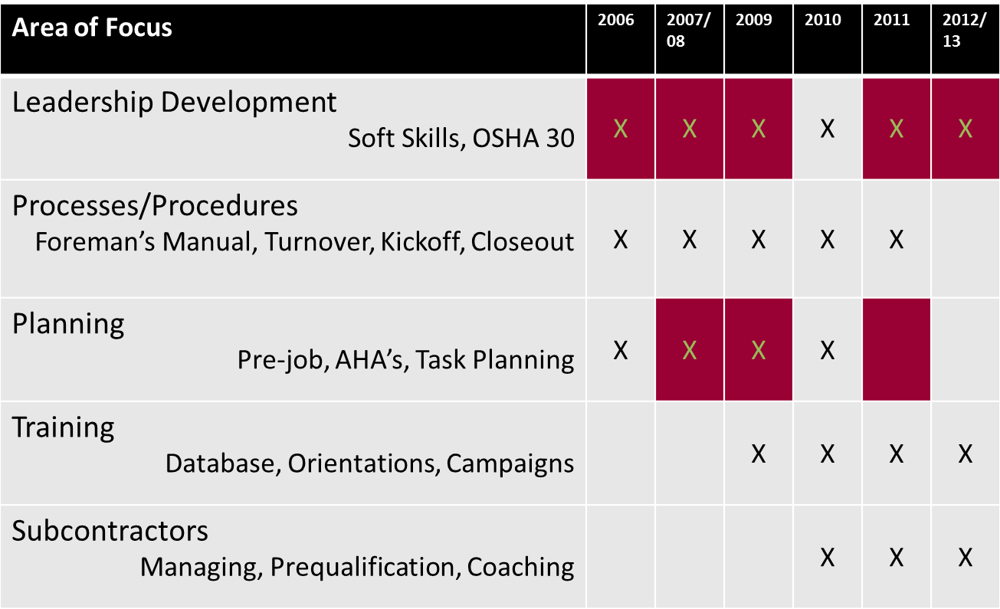 Area of Focus 2006 2007/ 2009 2010 2011 2012/
08 13
Leadership Development
Soft Skills, OSHA 30 X X X X X X
Processes/Procedures
Foreman’s Manual, Turnover, Kickoff, Closeout X X X X X
Planning
Pre-job, AHA’s, Task Planning X X X X
Training
Database, Orientations, Campaigns X X X X
Subcontractors
Managing, Prequalification, Coaching X X X